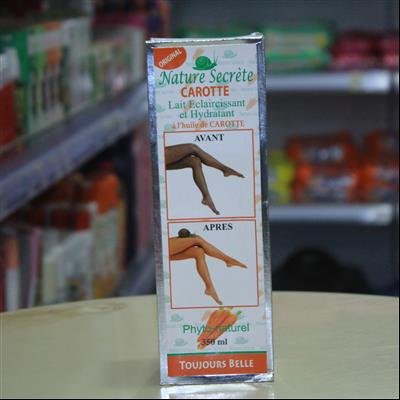 ORIGINAL
Nature Secrète
CAROTTE
Lait Eclaircissant
et Hydratant
à l'huile de CAROTTE
AVANT
APRES
Phyto-naturel
350 ml
TOUJOURS BELLE